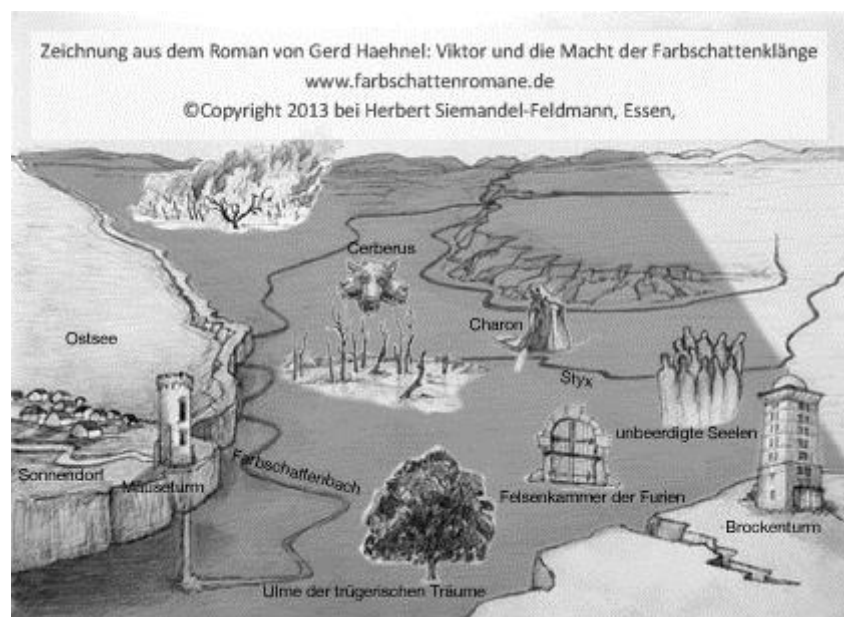 Zeichnung aus dem Roman von Gerd Haehnel: Viktor und die Macht der Farbschattenklänge
www.farbschattenromane.de
©Copyright 2013 bei Herbert Siemandel-Feldmann, Essen,
Cerberus
Charon
Ostsee
Styx
unbeerdigte Seelen
Farbschattenbach
Sonnendorf
Mäuseturm
Felsenkammer der Furien
Brockenturm
Ulme der trügerischen Träume